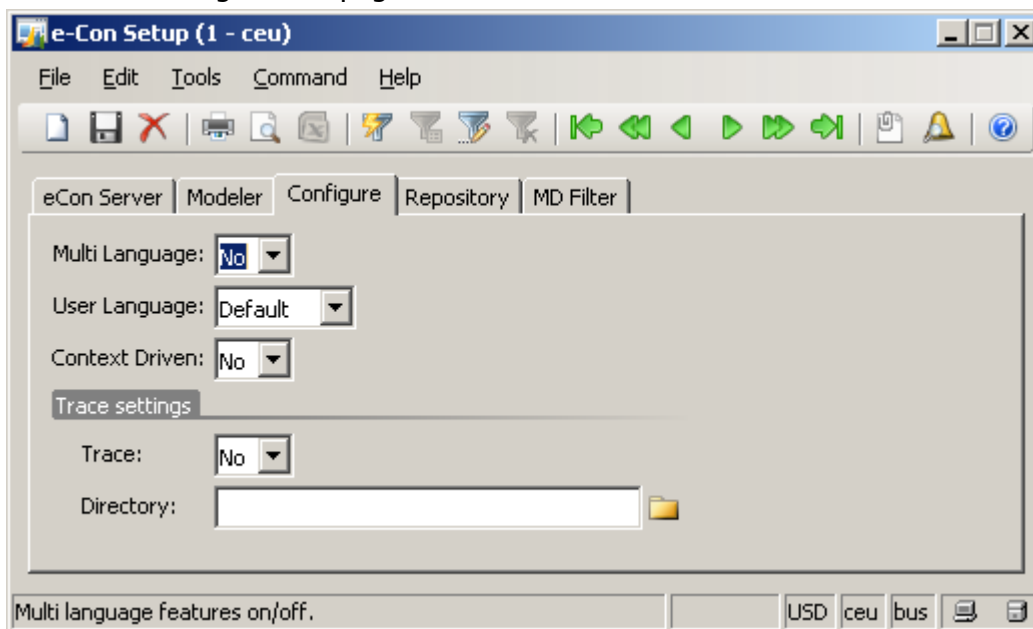 e-Con Setup (1 - ceu)
File Edit Tools Command Help
eCon Server Modeler Configure Repository MD Filter
Multi Language: No
User Language: Default
Context Driven: No
Trace settings
Trace: No
Directory:
Multi language features on/off. USD ceu bus